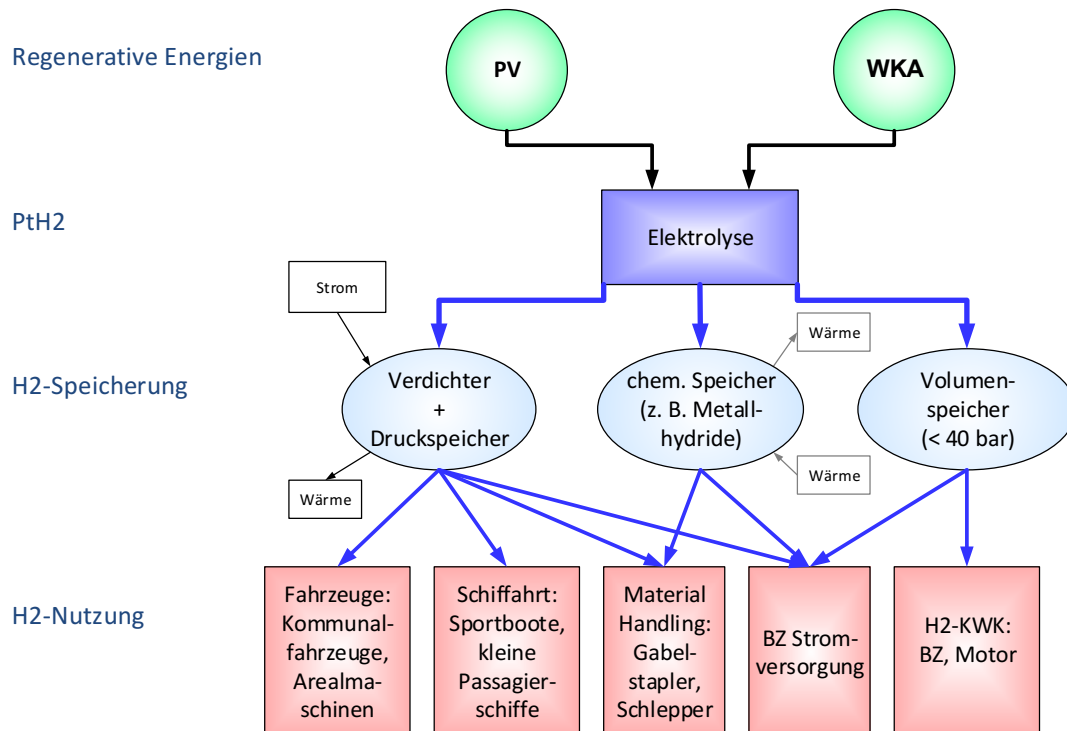 Regenerative Energien
PV
WKA
PtH2
Elektrolyse
Strom
Wärme
H2-Speicherung
Verdichter
+
Druckspeicher
chem. Speicher
(z. B. Metall-
hydride)
Volumen-
speicher
(< 40 bar)
Wärme
Wärme
H2-Nutzung
Fahrzeuge:
Kommunal-
fahrzeuge,
Arealma-
schinen
Schiffahrt:
Sportboote,
kleine
Passagier-
schiffe
Material
Handling:
Gabel-
stapler,
Schlepper
BZ Strom-
versorgung
H2-KWK:
BZ, Motor